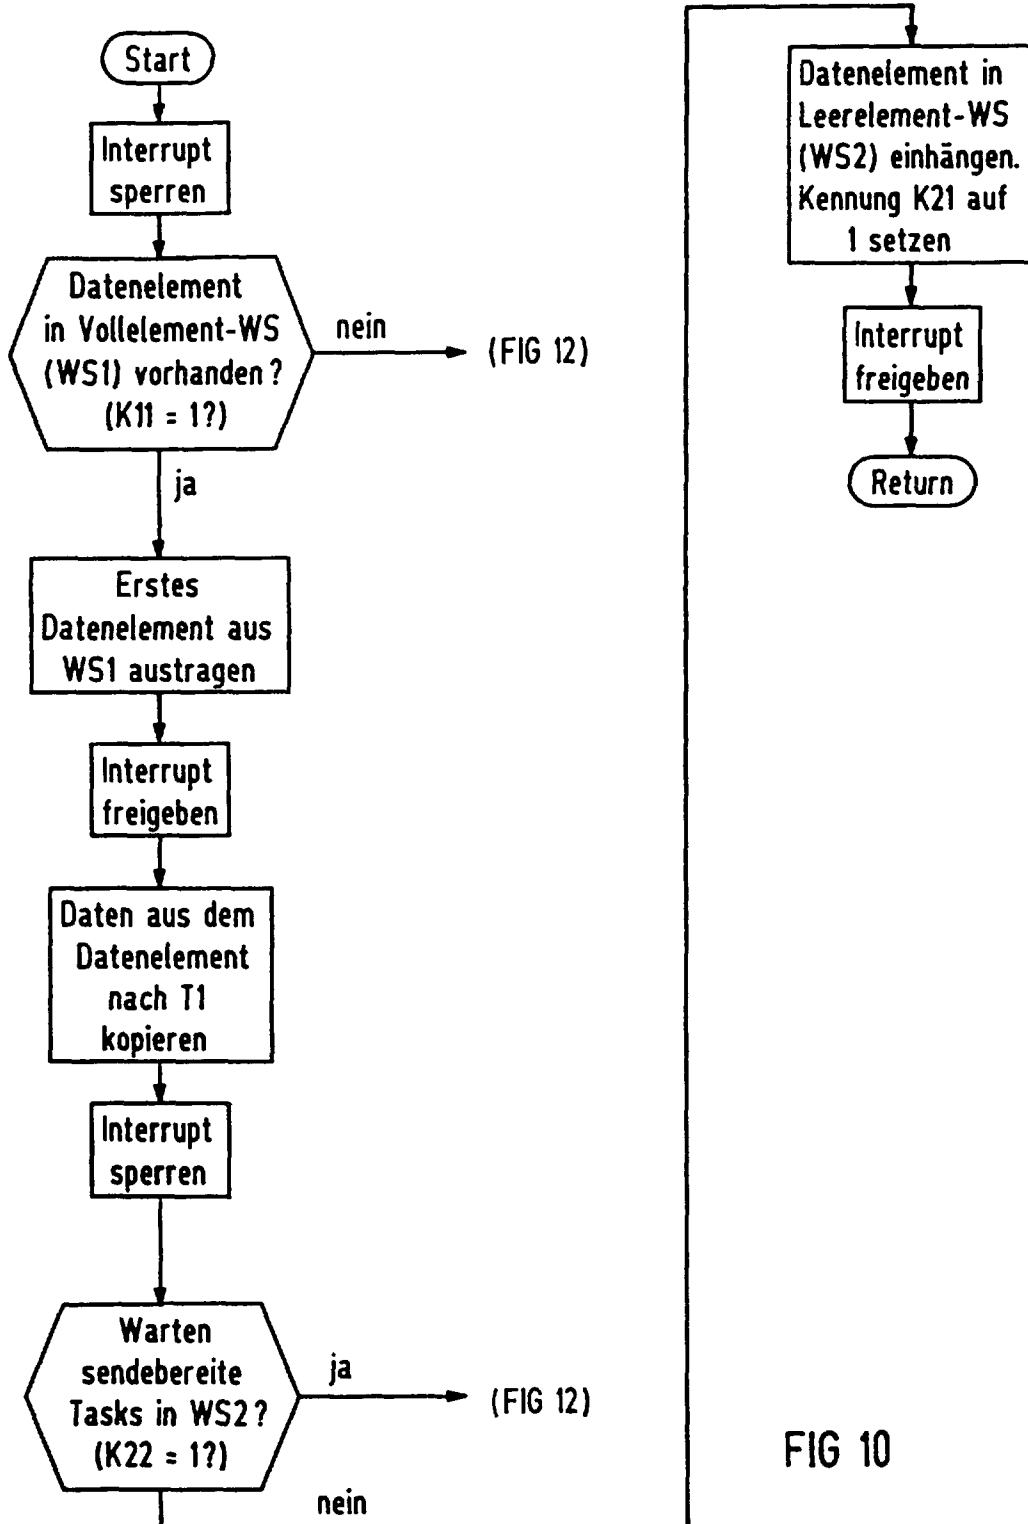 Start
Interrupt
sperren
Datenelement
in Vollelement-WS
(WS1) vorhanden?
(K11 = 1?)
nein
(FIG 12)
ja
Erstes
Datenelement aus
WS1 austragen
Interrupt
freigeben
Daten aus dem
Datenelement
nach T1
kopieren
Interrupt
sperren
Warten
sendebereite
Tasks in WS2?
(K22 = 1?)
ja
(FIG 12)
nein
Datenelement in
Leerelement-WS
(WS2) einhängen.
Kennung K21 auf
1 setzen
Interrupt
freigeben
Return
FIG 10